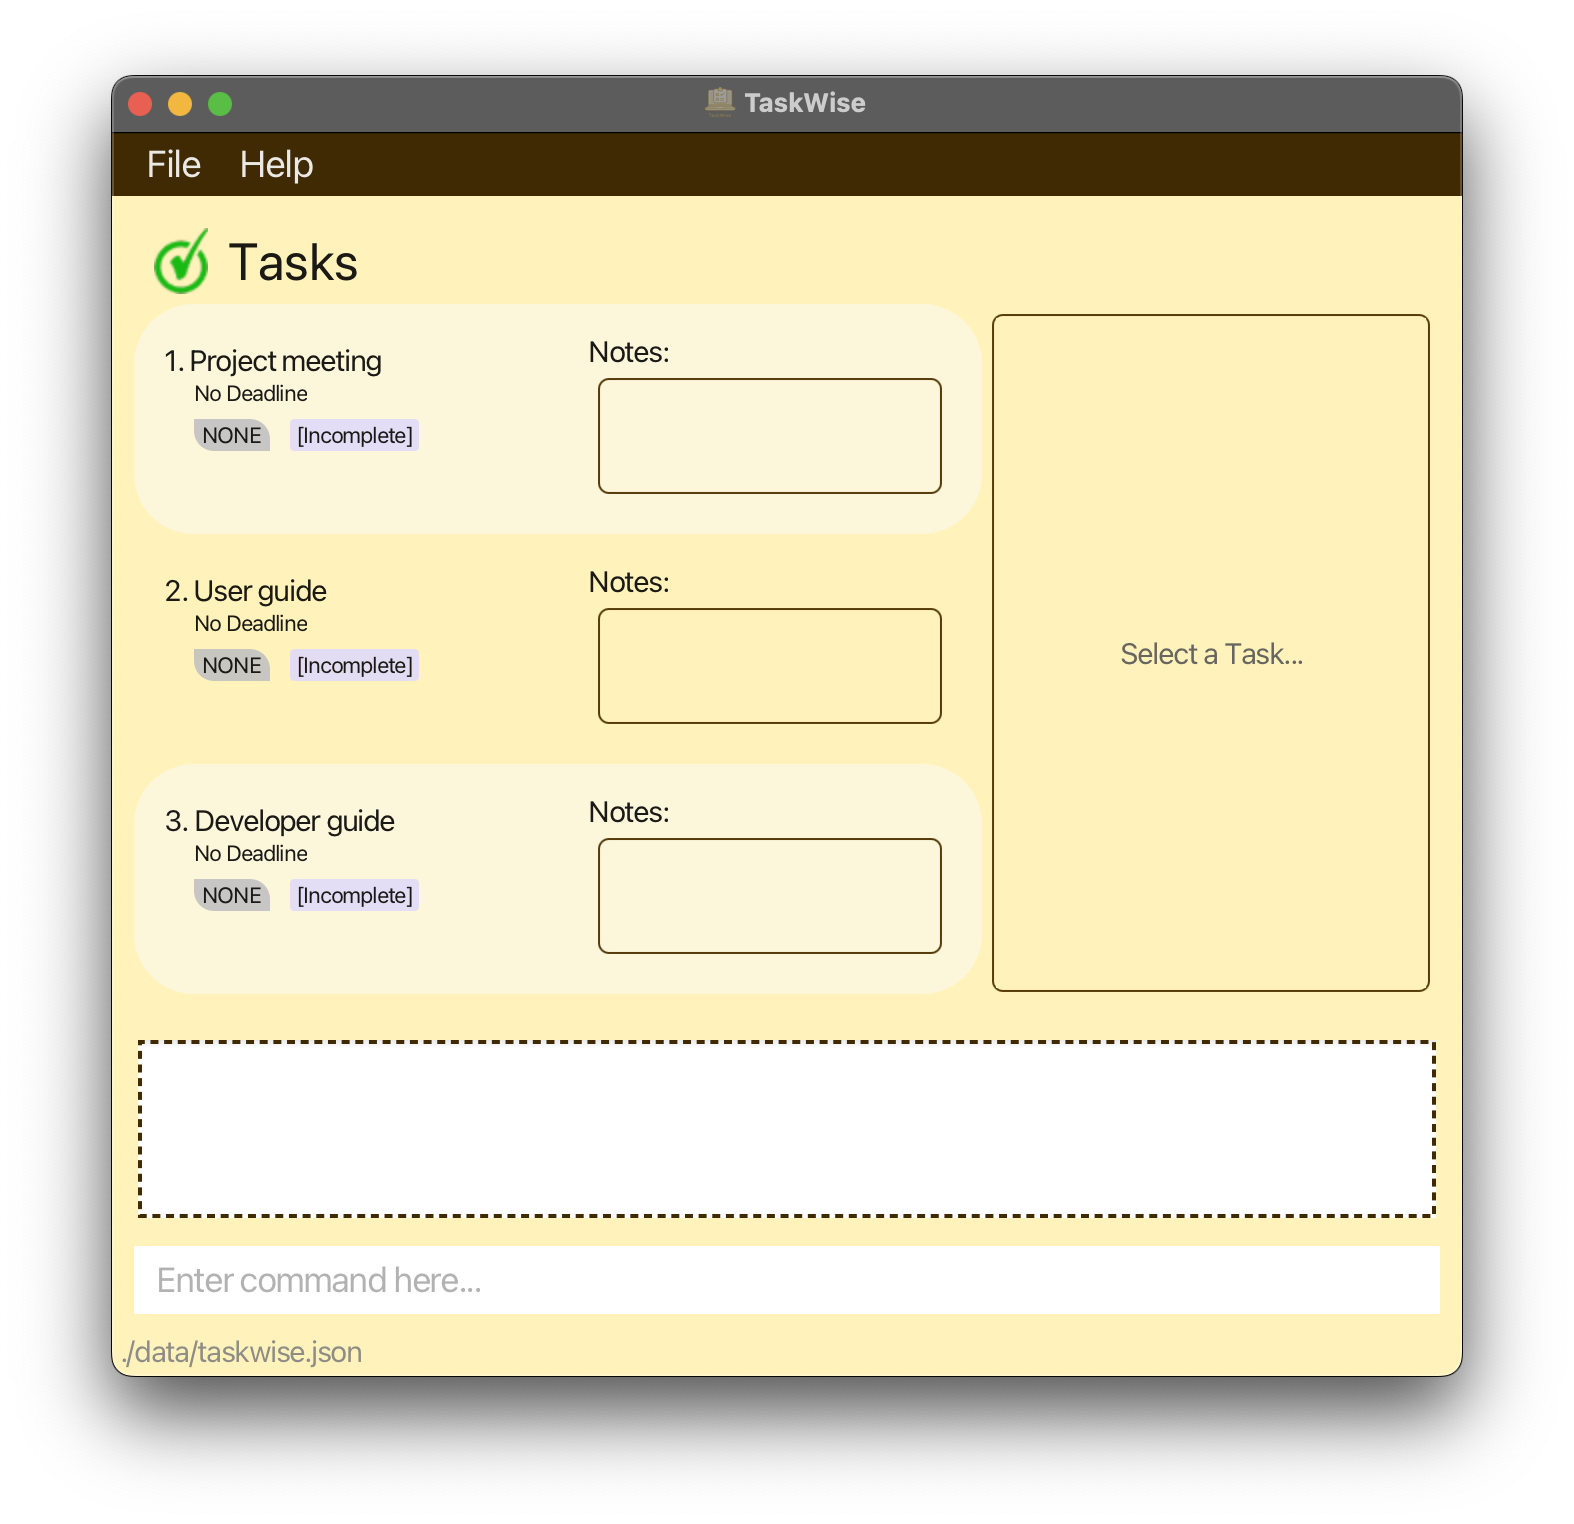 TaskWise
File Help
Tasks
1. Project meeting
No Deadline
NONE [Incomplete]
Notes:
2. User guide
No Deadline
NONE [Incomplete]
Notes:
3. Developer guide
No Deadline
NONE [Incomplete]
Notes:
Select a Task...
Enter command here...
./data/taskwise.json